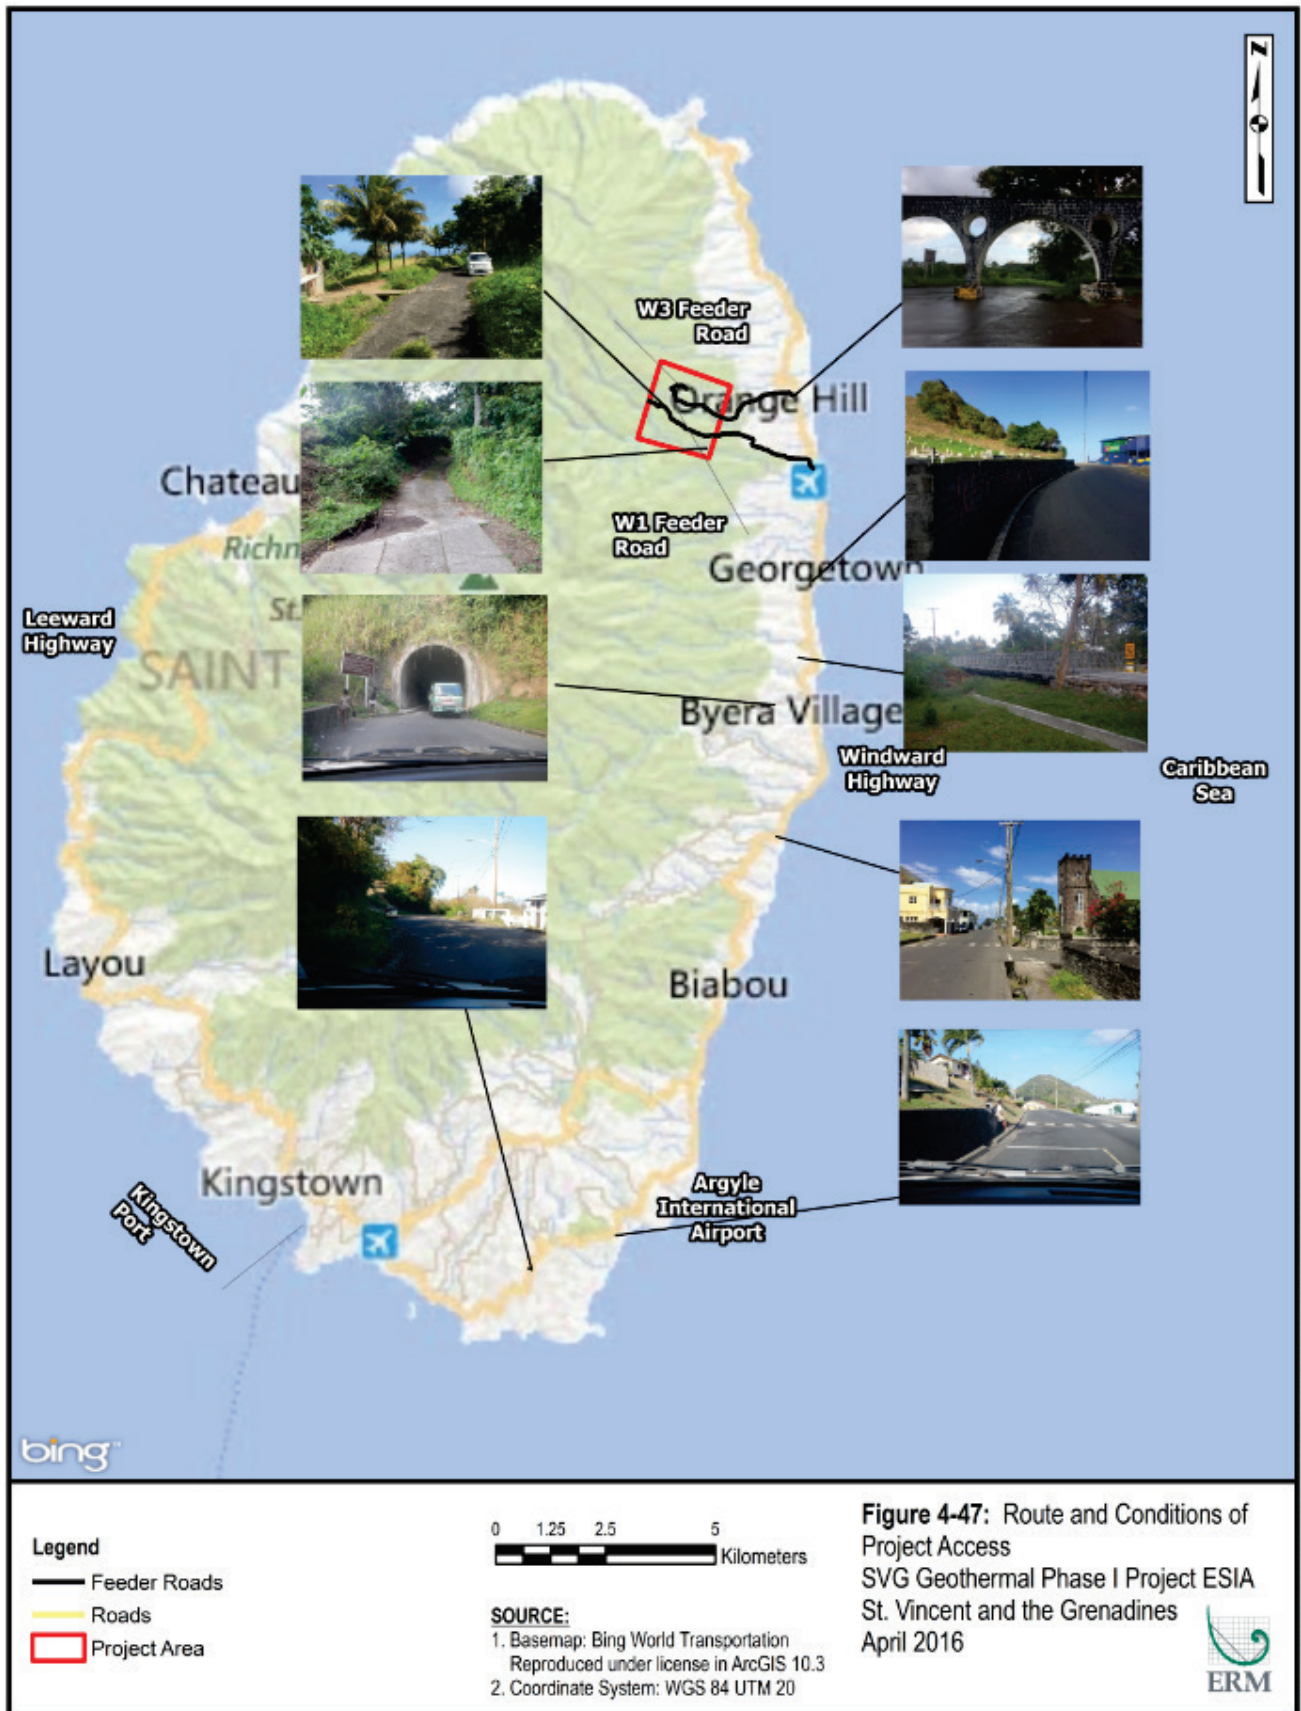 N
W3 Feeder
Road
Orange Hill
Chateau
Richm
W1 Feeder
Road
Georgetown
Leeward
Highway
St.
SAINT
Byera Village
Windward
Highway
Caribbean
Sea
Layou
Biabou
Kingstown
Kingstown
Port
Argyle
International
Airport
bing
Legend
Feeder Roads
Roads
Project Area
0 1.25 2.5 5
Kilometers
SOURCE:
1. Basemap: Bing World Transportation
Reproduced under license in ArcGIS 10.3
2. Coordinate System: WGS 84 UTM 20
Figure 4-47: Route and Conditions of
Project Access
SVG Geothermal Phase I Project ESIA
St. Vincent and the Grenadines
April 2016
ERM